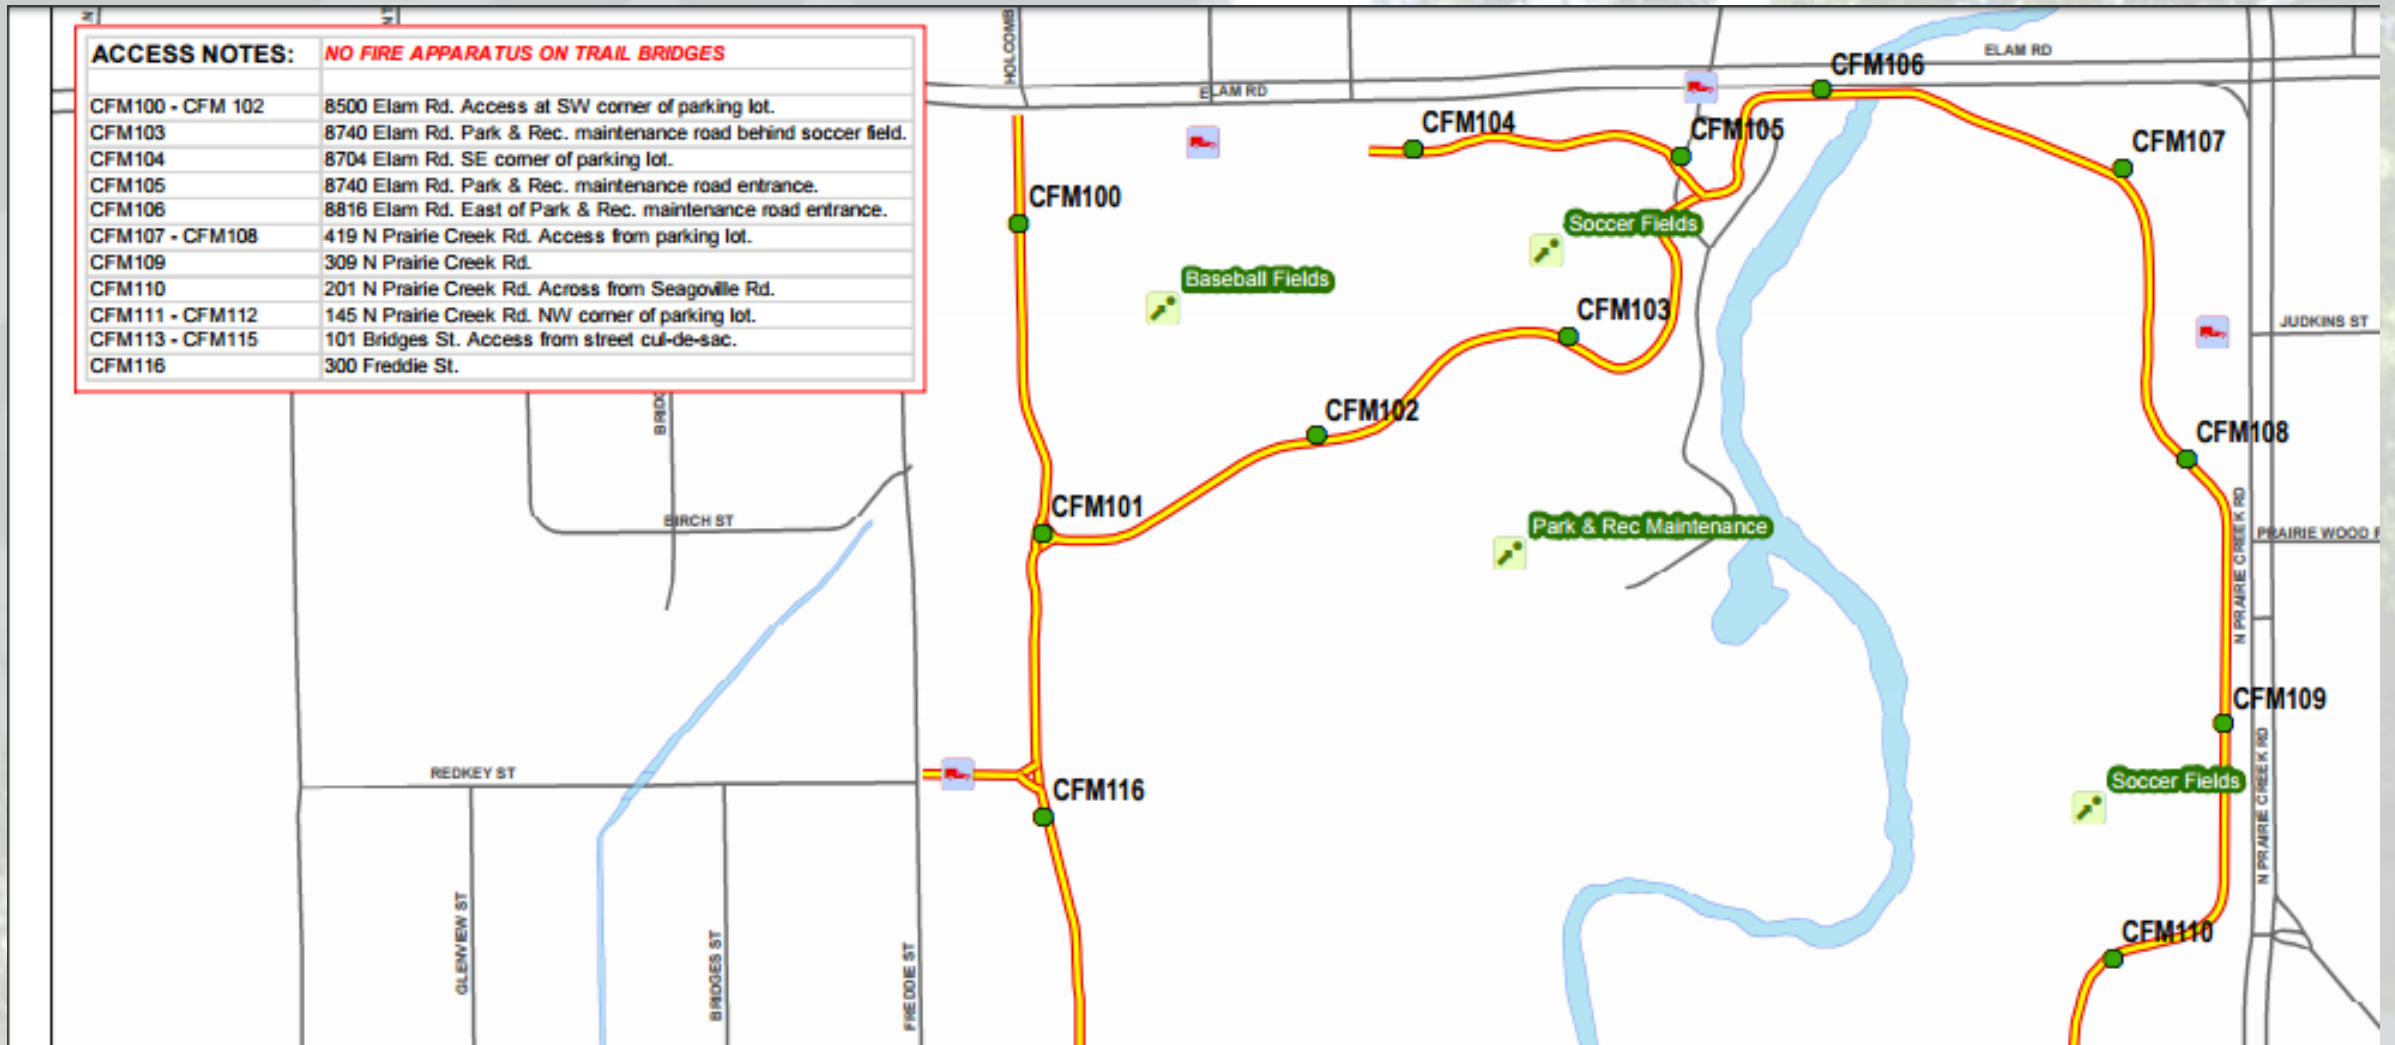 N
NT
HOLCOMB
ACCESS NOTES: NO FIRE APPARATUS ON TRAIL BRIDGES
CFM100 - CFM 102 8500 Elam Rd. Access at SW corner of parking lot.
CFM103 8740 Elam Rd. Park & Rec. maintenance road behind soccer field.
CFM104 8704 Elam Rd. SE corner of parking lot.
CFM105 8740 Elam Rd. Park & Rec. maintenance road entrance.
CFM106 8816 Elam Rd. East of Park & Rec. maintenance road entrance.
CFM107 - CFM108 419 N Prairie Creek Rd. Access from parking lot.
CFM109 309 N Prairie Creek Rd.
CFM110 201 N Prairie Creek Rd. Across from Seagoville Rd.
CFM111 - CFM112 145 N Prairie Creek Rd. NW corner of parking lot.
CFM113 - CFM115 101 Bridges St. Access from street cul-de-sac.
CFM116 300 Freddie St.
ELAM RD
CFM106
ELAM RD
CFM104
CFM105
CFM107
CFM100
Soccer Fields
Baseball Fields
CFM103
JUDKINS ST
BRIDG
CFM102
CFM108
CFM101
BIRCH ST
Park & Rec Maintenance
N PRAIRIE CREEK RD
PRAIRIE WOOD
CFM109
REDKEY ST
CFM116
Soccer Fields
N PRAIRIE CREEK RD
GLENVIEW ST
BRIDGES ST
FREDDIE ST
CFM110